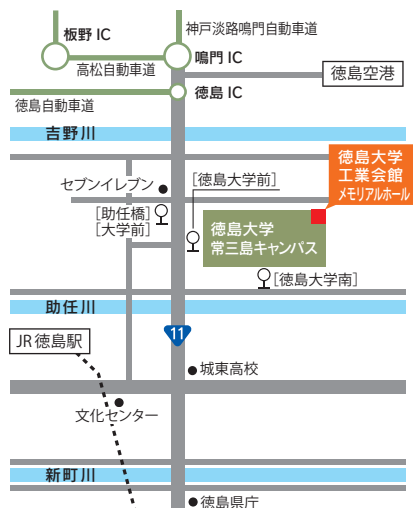 神戸淡路鳴門自動車道
板野 IC
鳴門 IC
高松自動車道
徳島空港
徳島 IC
徳島自動車道
吉野川
徳島大学
工業会館
メモリアルホール
セブンイレブン
[徳島大学前]
[助任橋]
[大学前]
徳島大学
常三島キャンパス
[徳島大学南]
助任川
11
JR 徳島駅
城東高校
文化センター
新町川
徳島県庁